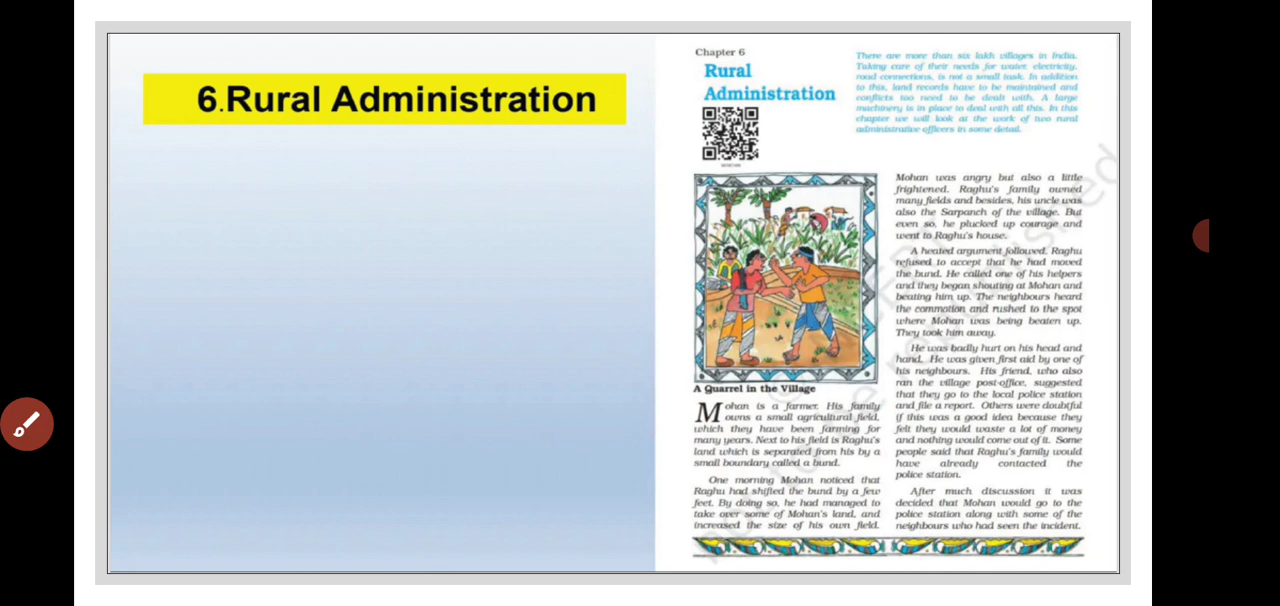 6.Rural Administration
Chapter 6
Rural
Administration
There are more than six lakh villages in India.
Taking care of their needs for water, electricity,
road connections, is not a small task. In addition
to this, land records have to be maintained and
conflicts too need to be dealt with. A large
machinery is in place to deal with all this. In this
chapter we will look at the work of two rural
administrative officers in some detail.
A Quarrel in the Village
Mohan is a farmer. His family
owns a small agricultural field,
which they have been farming for
many years. Next to his field is Raghu's
land which is separated from his by a
small boundary called a bund.
One morning Mohan noticed that
Raghu had shifted the bund by a few
feet. By doing so, he had managed to
take over some of Mohan's land, and
increased the size of his own field.
Mohan was angry but also a little
frightened. Raghu's family owned
many fields and besides, his uncle was
also the Sarpanch of the village. But
even so, he plucked up courage and
went to Raghu's house.
A heated argument followed. Raghu
refused to accept that he had moved
the bund. He called one of his helpers
and they began shouting at Mohan and
beating him up. The neighbours heard
the commotion and rushed to the spot
where Mohan was being beaten up.
They took him away.
He was badly hurt on his head and
hand. He was given first aid by one of
his neighbours. His friend, who also
ran the village post-office, suggested
that they go to the local police station
and file a report. Others were doubtful
if this was a good idea because they
felt they would waste a lot of money
and nothing would come out of it. Some
people said that Raghu's family would
have already contacted the
police station.
After much discussion it was
decided that Mohan would go to the
police station along with some of the
neighbours who had seen the incident.